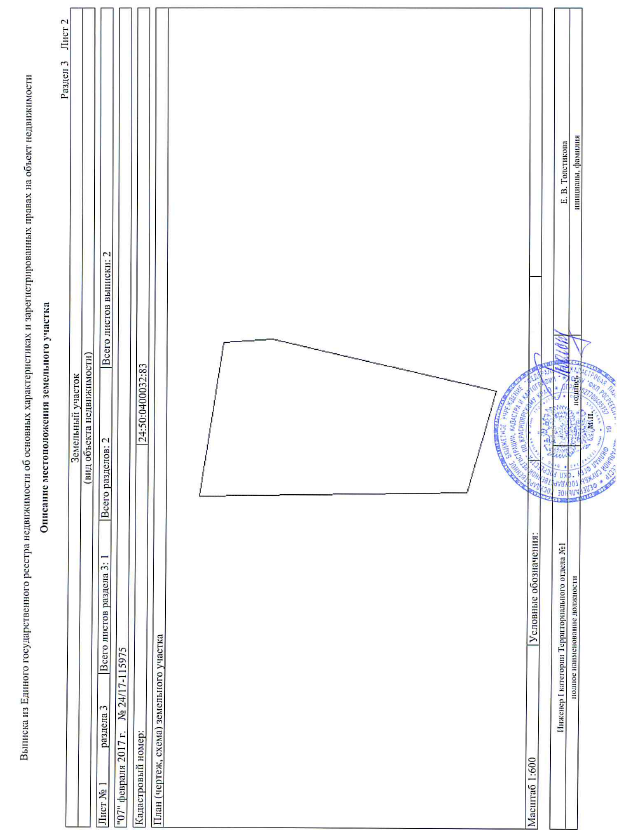 Раздел 3 Лист 2
Выписка из Единого государственного реестра недвижимости об основных характеристиках и зарегистрированных правах на объект недвижимости
Описание местоположения земельного участка
Земельный участок
(вид объекта недвижимости)
Лист № 1 раздела 3 Всего листов раздела 3: 1 Всего разделов: 2 Всего листов выписки: 2
"07" февраля 2017 г. № 24/17-115975
Кадастровый номер: 24:50:0400032:83
План (чертеж, схема) земельного участка
Масштаб 1:600 Условные обозначения:
Инженер I категории Территориального отдела №1 Е. В. Толстикова
полное наименование должности подпись инициалы, фамилия
М.П.